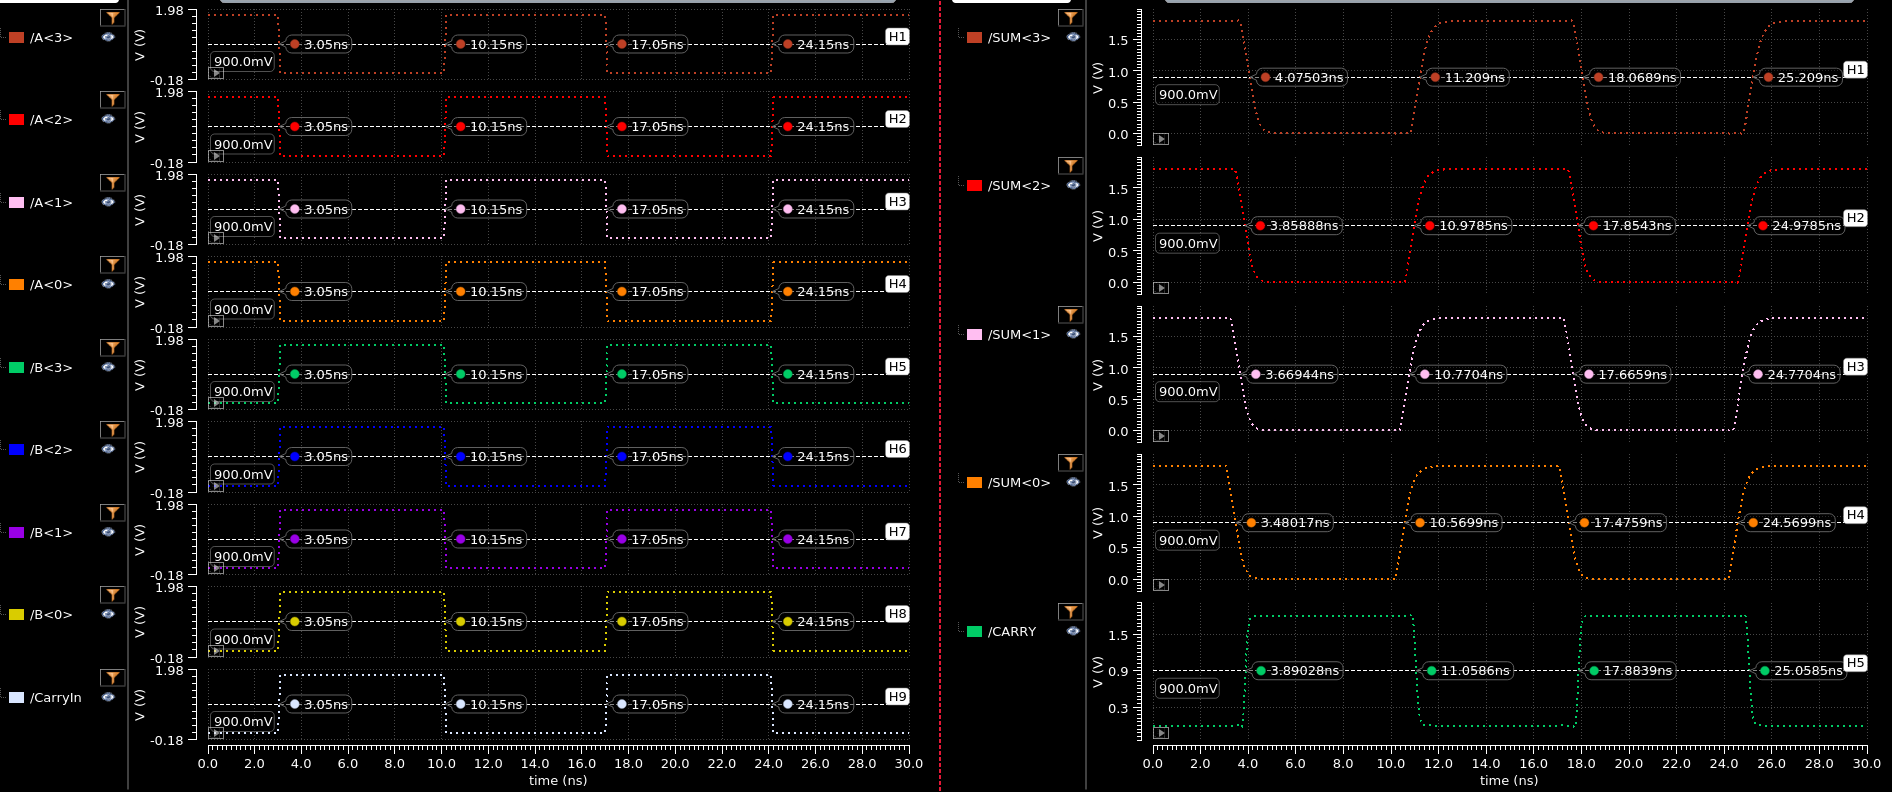 /A<3>
1.98
V (V)
-0.18
900.0mV
3.05ns
10.15ns
17.05ns
24.15ns
H1
/A<2>
1.98
V (V)
-0.18
900.0mV
3.05ns
10.15ns
17.05ns
24.15ns
H2
/A<1>
1.98
V (V)
-0.18
900.0mV
3.05ns
10.15ns
17.05ns
24.15ns
H3
/A<0>
1.98
V (V)
-0.18
900.0mV
3.05ns
10.15ns
17.05ns
24.15ns
H4
/B<3>
1.98
V (V)
-0.18
900.0mV
3.05ns
10.15ns
17.05ns
24.15ns
H5
/B<2>
1.98
V (V)
-0.18
900.0mV
3.05ns
10.15ns
17.05ns
24.15ns
H6
/B<1>
1.98
V (V)
-0.18
900.0mV
3.05ns
10.15ns
17.05ns
24.15ns
H7
/B<0>
1.98
V (V)
-0.18
900.0mV
3.05ns
10.15ns
17.05ns
24.15ns
H8
/CarryIn
1.98
V (V)
-0.18
900.0mV
3.05ns
10.15ns
17.05ns
24.15ns
H9
0.0 2.0 4.0 6.0 8.0 10.0 12.0 14.0 16.0 18.0 20.0 22.0 24.0 26.0 28.0 30.0
time (ns)
/SUM<3>
V (V)
1.5
1.0
0.5
0.0
900.0mV
4.07503ns
11.209ns
18.0689ns
25.209ns
H1
/SUM<2>
V (V)
1.5
1.0
0.5
0.0
900.0mV
3.85888ns
10.9785ns
17.8543ns
24.9785ns
H2
/SUM<1>
V (V)
1.5
1.0
0.5
0.0
900.0mV
3.66944ns
10.7704ns
17.6659ns
24.7704ns
H3
/SUM<0>
V (V)
1.5
1.0
0.5
0.0
900.0mV
3.48017ns
10.5699ns
17.4759ns
24.5699ns
H4
/CARRY
V (V)
1.5
0.9
0.3
900.0mV
3.89028ns
11.0586ns
17.8839ns
25.0585ns
H5
0.0 2.0 4.0 6.0 8.0 10.0 12.0 14.0 16.0 18.0 20.0 22.0 24.0 26.0 28.0 30.0
time (ns)